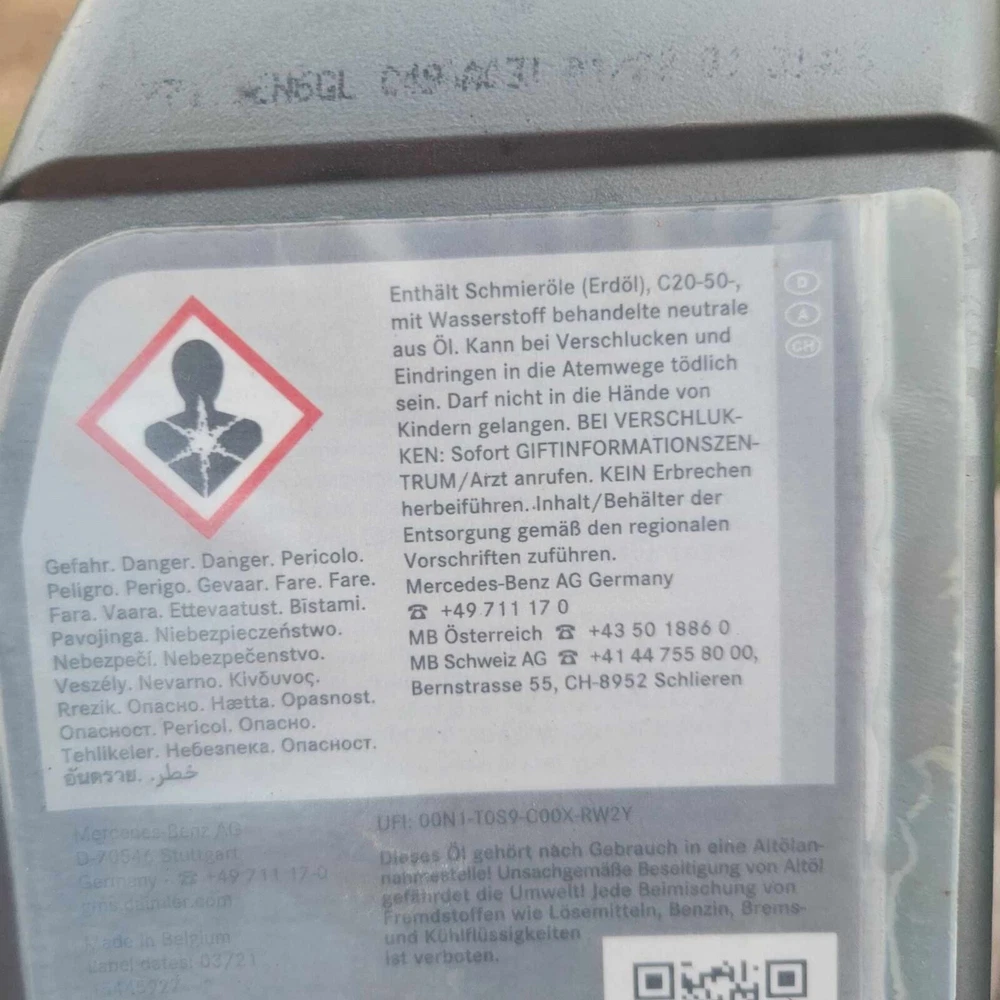 Enthält Schmieröle (Erdöl), C20-50-,
mit Wasserstoff behandelte neutrale
aus Öl. Kann bei Verschlucken und
Eindringen in die Atemwege tödlich
sein. Darf nicht in die Hände von
Kindern gelangen. BEI VERSCHLUK-
KEN: Sofort GIFTINFORMATIONSZEN-
TRUM/Arzt anrufen. KEIN Erbrechen
herbeiführen. Inhalt/Behälter der
Entsorgung gemäß den regionalen
Vorschriften zuführen.
Mercedes-Benz AG Germany
☎ +49 711 17 0
MB Österreich ☎ +43 50 1886 0
MB Schweiz AG ☎ +41 44 755 80 00,
Bernstrasse 55, CH-8952 Schlieren
D
A
CH
Gefahr. Danger. Danger. Pericolo.
Peligro. Perigo. Gevaar. Fare. Fare.
Fara. Vaara. Ettevaatust. Bīstami.
Pavojinga. Niebezpieczeństwo.
Nebezpečí. Nebezpečenstvo.
Veszély. Nevarno. Κίνδυνος.
Rrezik. Опасно. Hætta. Opasnost.
Опасност. Pericol. Опасно.
Tehlikeler. Небезпека. Опасност.
อันตราย. خطر.
Mercedes-Benz AG
D-70546 Stuttgart
Germany - ☎ +49 711 17-0
Made in Belgium
Label dates: 03721
UFI: 00N1-T0S9-C00X-RW2Y
Dieses Öl gehört nach Gebrauch in eine Altölan-
nahmestelle! Unsachgemäße Beseitigung von Altöl
gefährdet die Umwelt! Jede Beimischung von
Fremdstoffen wie Lösemitteln, Benzin, Brems-
und Kühlflüssigkeiten
ist verboten.